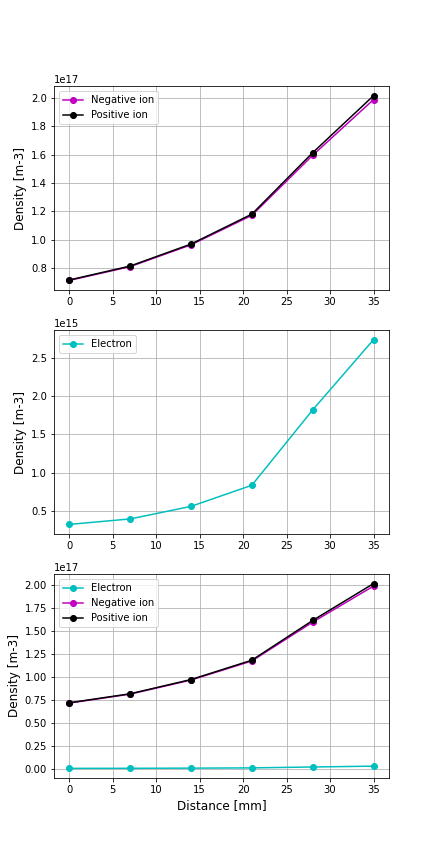 1e17
Density [m-3]
2.0
1.8
1.6
1.4
1.2
1.0
0.8
Negative ion
Positive ion
0 5 10 15 20 25 30 35
1e15
Density [m-3]
2.5
2.0
1.5
1.0
0.5
Electron
0 5 10 15 20 25 30 35
1e17
Density [m-3]
2.00
1.75
1.50
1.25
1.00
0.75
0.50
0.25
0.00
Electron
Negative ion
Positive ion
0 5 10 15 20 25 30 35
Distance [mm]